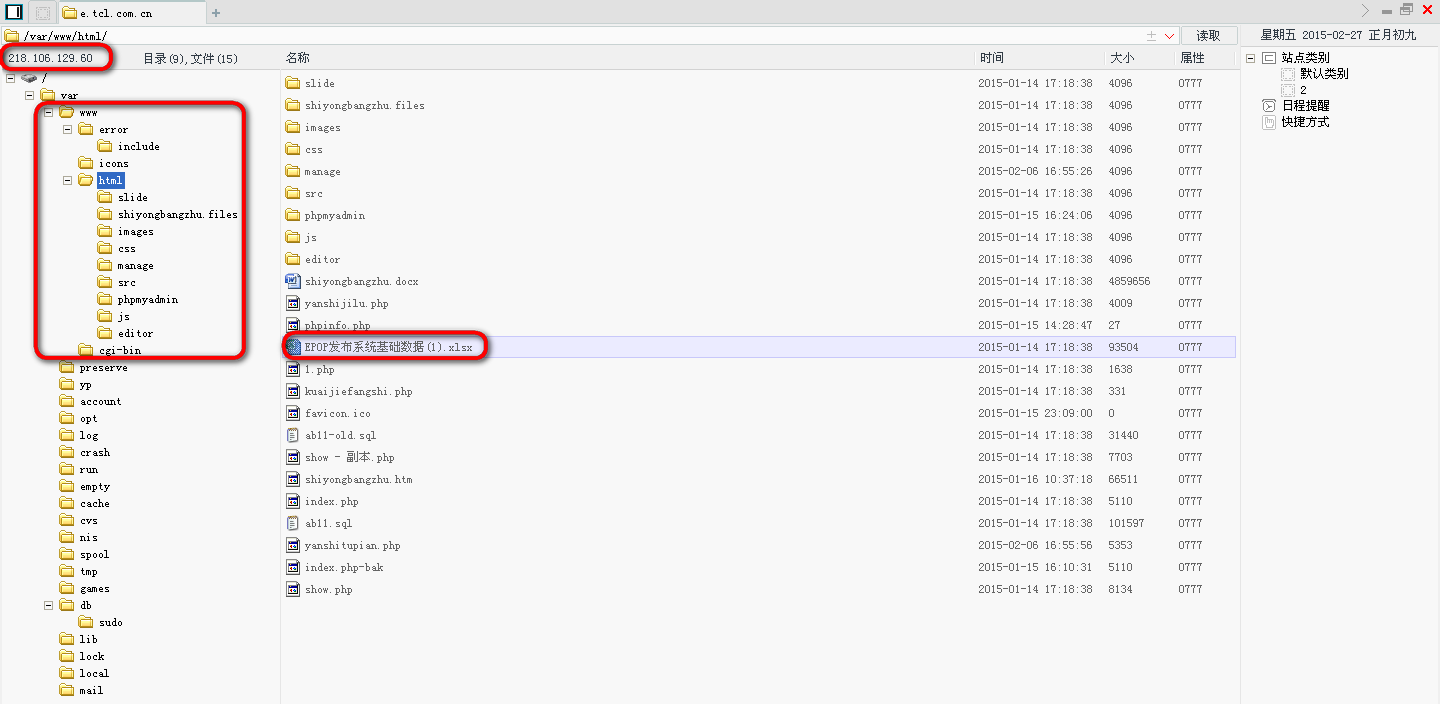 e.tcl.com.cn
/var/www/html/
读取
星期五 2015-02-27 正月初九
218.106.129.60
目录(9),文件(15)
名称 时间 大小 属性
/
var
www
error
include
icons
html
slide
shiyongbangzhu.files
images
css
manage
src
phpmyadmin
js
editor
cgi-bin
preserve
yp
account
opt
log
crash
run
empty
cache
cvs
nis
spool
tmp
games
db
sudo
lib
lock
local
mail
slide 2015-01-14 17:18:38 4096 0777
shiyongbangzhu.files 2015-01-14 17:18:38 4096 0777
images 2015-01-14 17:18:38 4096 0777
css 2015-01-14 17:18:38 4096 0777
manage 2015-02-06 16:55:26 4096 0777
src 2015-01-14 17:18:38 4096 0777
phpmyadmin 2015-01-15 16:24:06 4096 0777
js 2015-01-14 17:18:38 4096 0777
editor 2015-01-14 17:18:38 4096 0777
shiyongbangzhu.docx 2015-01-14 17:18:38 4859656 0777
yanshijilu.php 2015-01-14 17:18:38 4009 0777
phpinfo.php 2015-01-15 14:28:47 27 0777
EPOP发布系统基础数据(1).xlsx 2015-01-14 17:18:38 93504 0777
1.php 2015-01-14 17:18:38 1638 0777
kuaijiefangshi.php 2015-01-14 17:18:38 331 0777
favicon.ico 2015-01-15 23:09:00 0 0777
ab11-old.sql 2015-01-14 17:18:38 31440 0777
show - 副本.php 2015-01-14 17:18:38 7703 0777
shiyongbangzhu.htm 2015-01-16 10:37:18 66511 0777
index.php 2015-01-14 17:18:38 5110 0777
ab11.sql 2015-01-14 17:18:38 101597 0777
yanshitupian.php 2015-02-06 16:55:56 5353 0777
index.php-bak 2015-01-15 16:10:31 5110 0777
show.php 2015-01-14 17:18:38 8134 0777
站点类别
默认类别
2
日程提醒
快捷方式